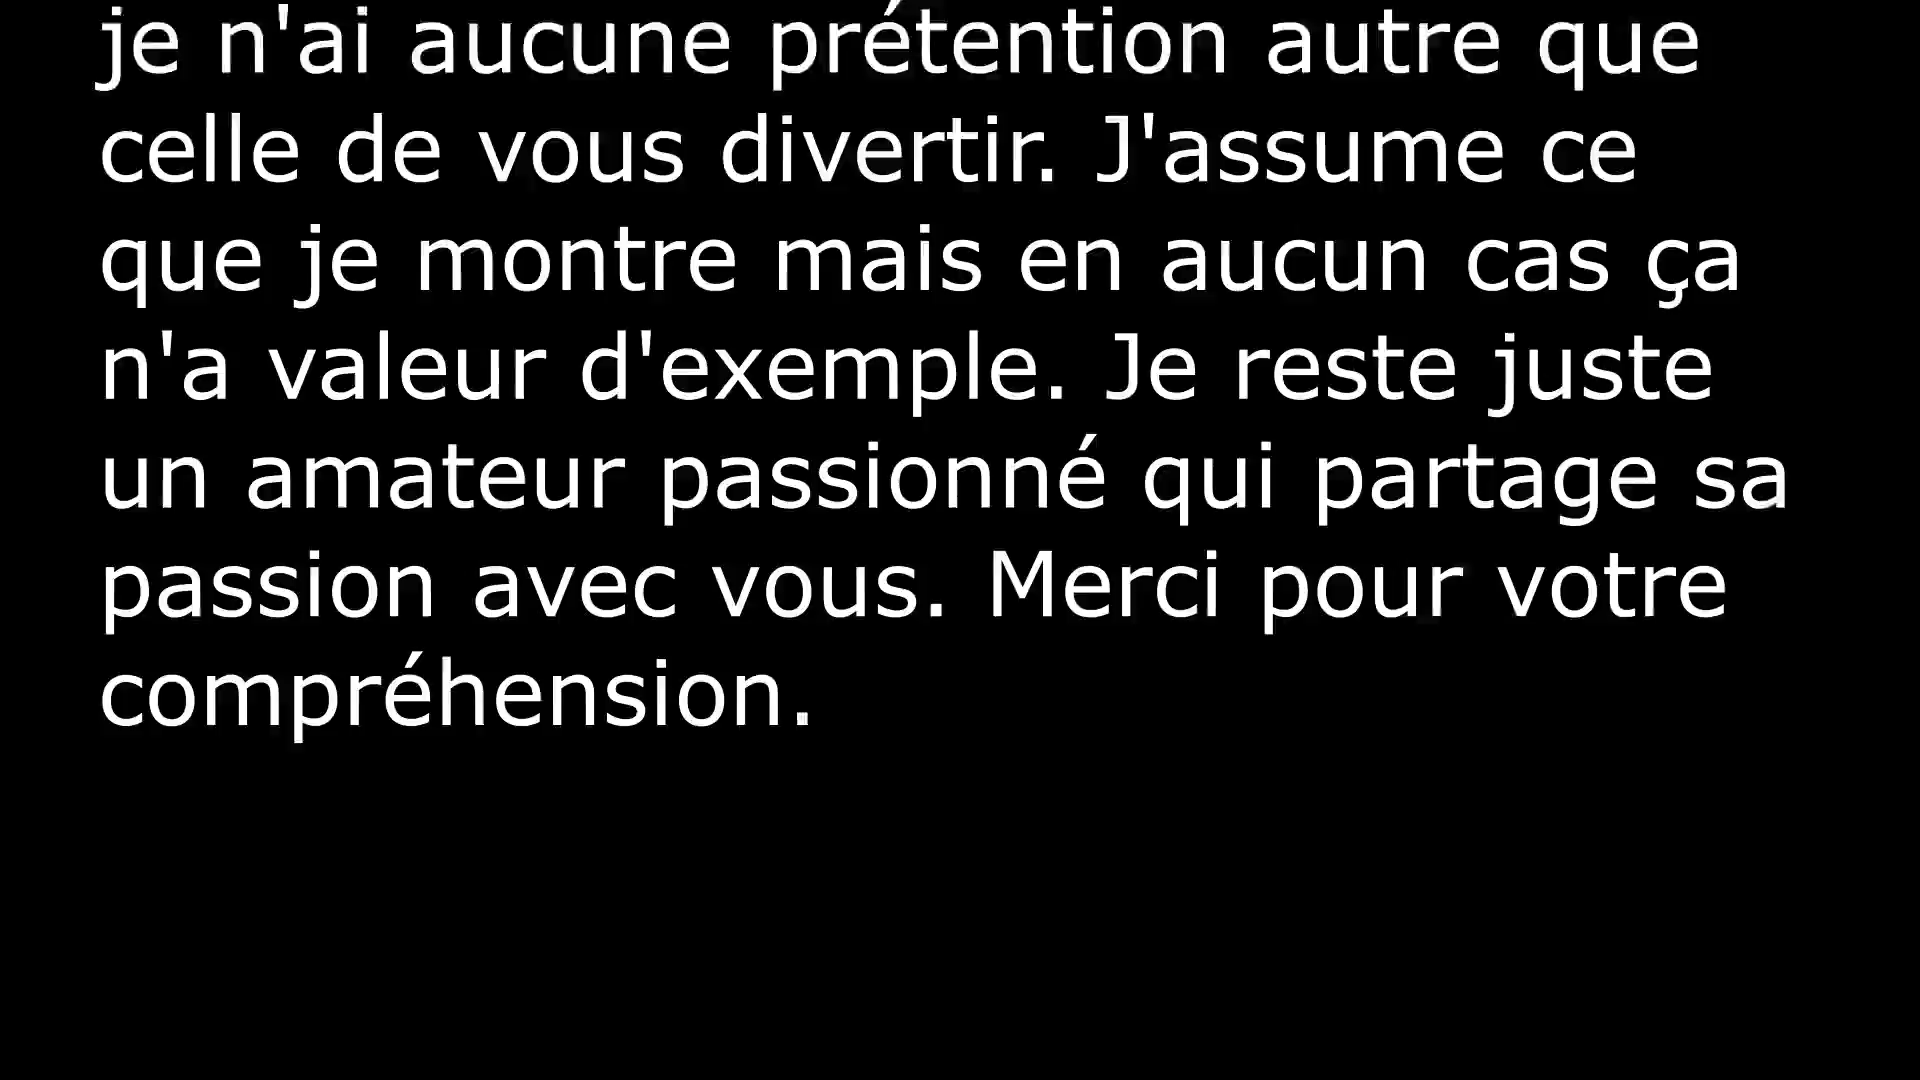 je n'ai aucune prétention autre que
celle de vous divertir. J'assume ce
que je montre mais en aucun cas ça
n'a valeur d'exemple. Je reste juste
un amateur passionné qui partage sa
passion avec vous. Merci pour votre
compréhension.